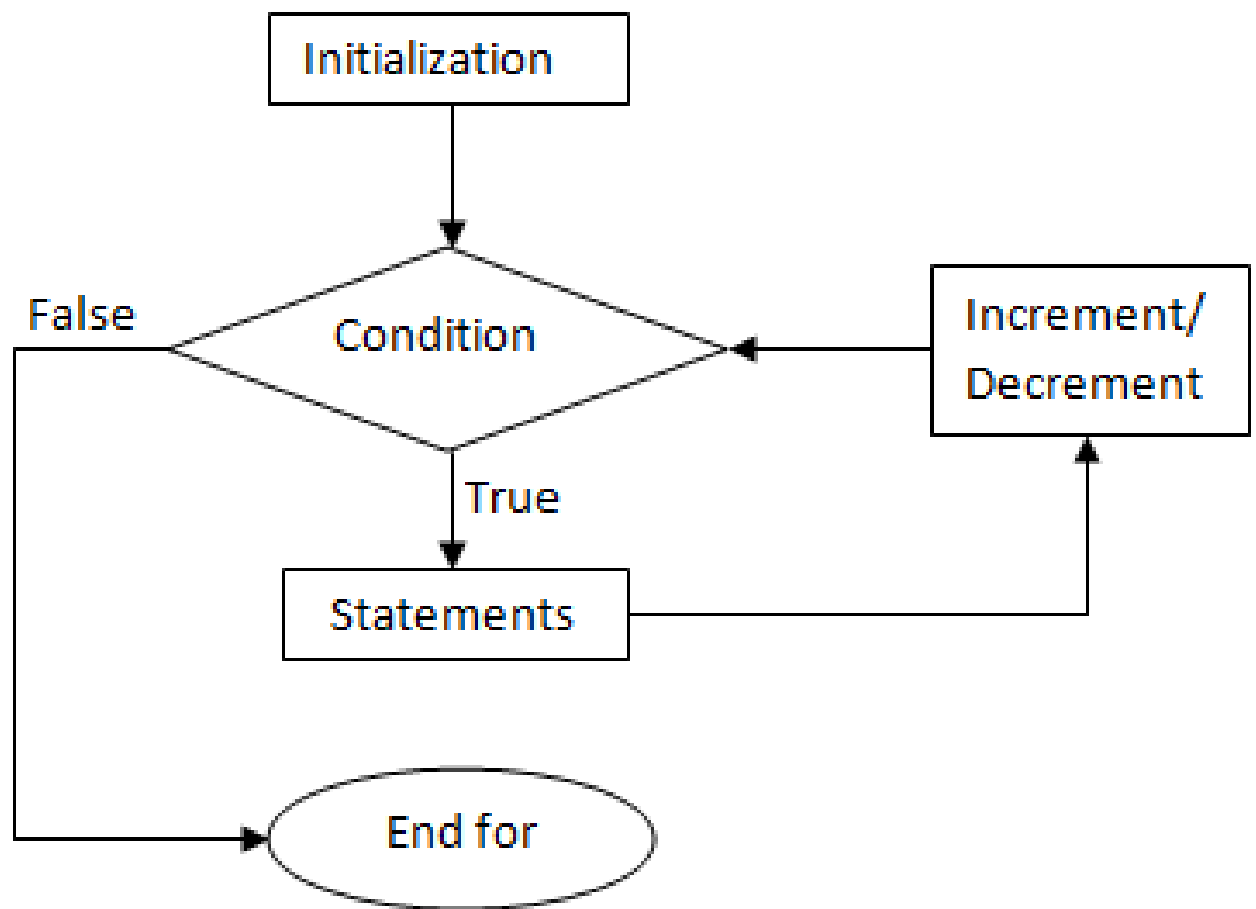 Initialization
False
Condition
Increment/
Decrement
True
Statements
End for